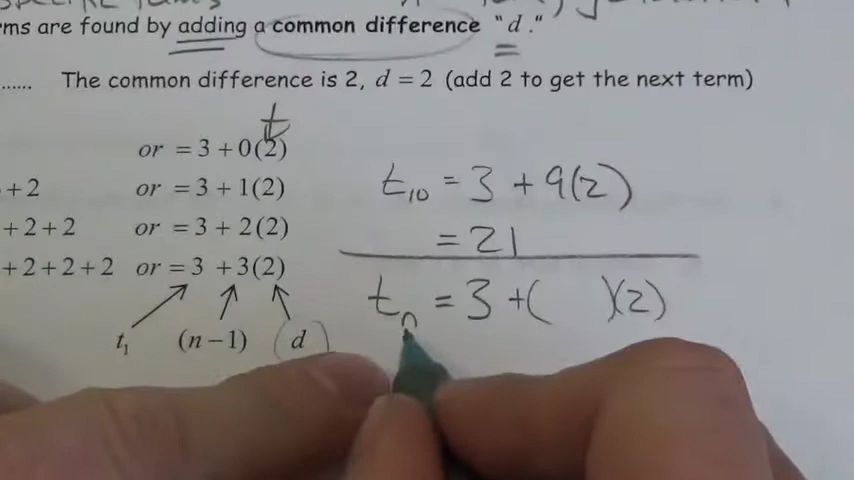 ms are found by adding a common difference "d."
...... The common difference is 2, d = 2 (add 2 to get the next term)
t
or = 3 + 0(2)
+ 2 or = 3 + 1(2)
+ 2 + 2 or = 3 + 2(2)
+ 2 + 2 + 2 or = 3 + 3(2)
t₁ (n − 1) (d)
t₁₀ = 3 + 9(2)
= 21
tₙ = 3 + ( )(2)